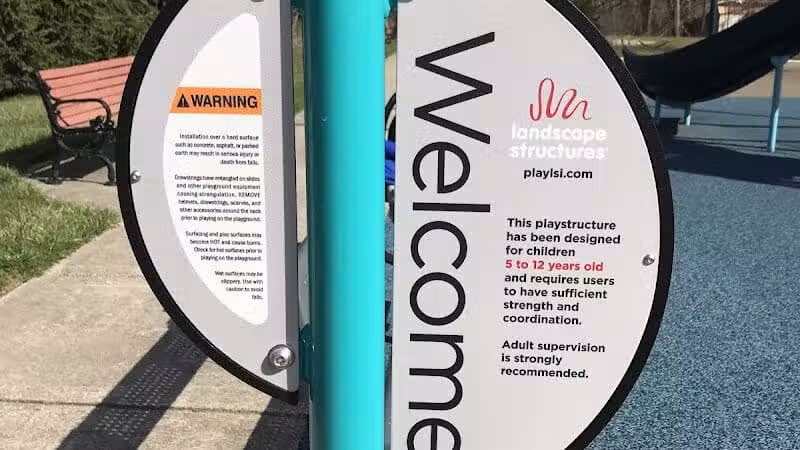 WARNING
Installation over a hard surface
such as concrete, asphalt, or packed
earth may result in serious injury or
death from falls.
Drawstrings have entangled on slides
and other playground equipment
causing strangulation. REMOVE
helmets, drawstrings, scarves, and
other accessories around the neck
prior to playing on the playground.
Surfacing and play surfaces may
become HOT and cause burns.
Check for hot surfaces prior to
playing on the playground.
Wet surfaces may be
slippery. Use with
caution to avoid
falls.
Welcome
landscape
structures
playlsi.com
This playstructure
has been designed
for children
5 to 12 years old
and requires users
to have sufficient
strength and
coordination.
Adult supervision
is strongly
recommended.